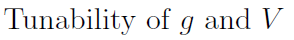 Tunability of g and V